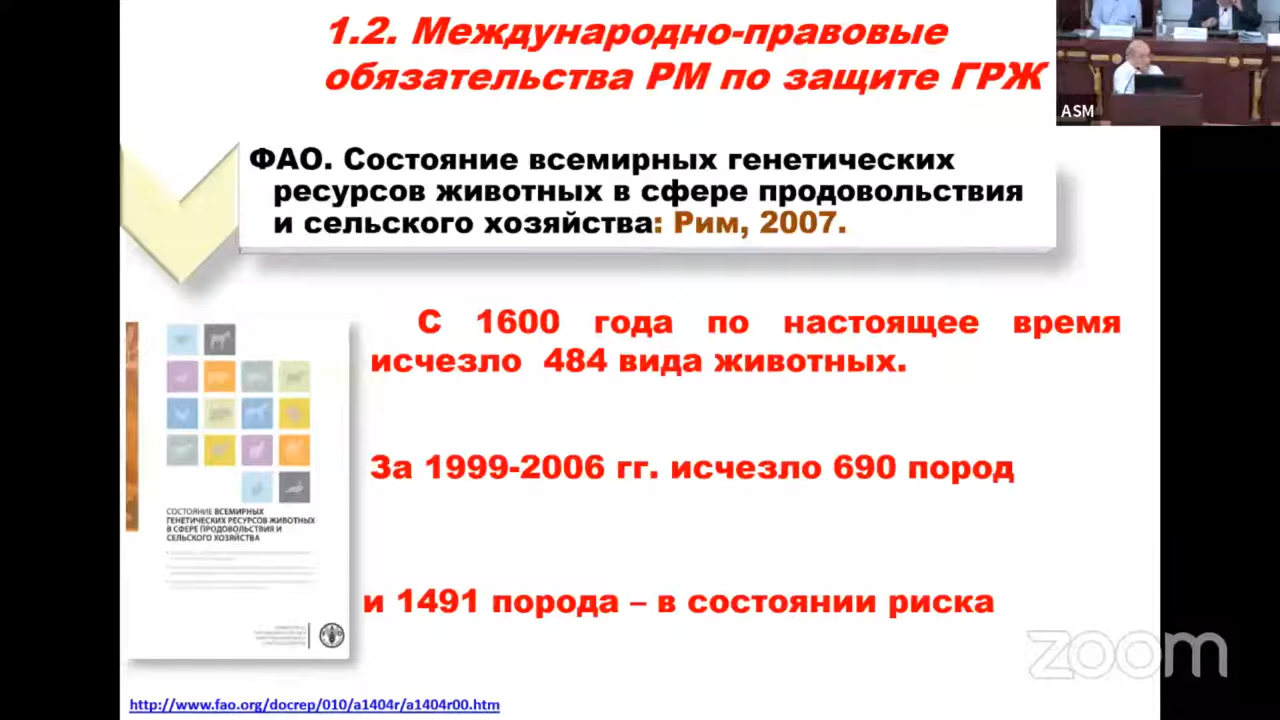 1.2. Международно-правовые
обязательства РМ по защите ГРЖ
ASM
ФАО. Состояние всемирных генетических
ресурсов животных в сфере продовольствия
и сельского хозяйства: Рим, 2007.
С 1600 года по настоящее время
исчезло 484 вида животных.
За 1999-2006 гг. исчезло 690 пород
и 1491 порода – в состоянии риска
СОСТОЯНИЕ ВСЕМИРНЫХ
ГЕНЕТИЧЕСКИХ РЕСУРСОВ ЖИВОТНЫХ
В СФЕРЕ ПРОДОВОЛЬСТВИЯ И
СЕЛЬСКОГО ХОЗЯЙСТВА
zoom
http://www.fao.org/docrep/010/a1404r/a1404r00.htm